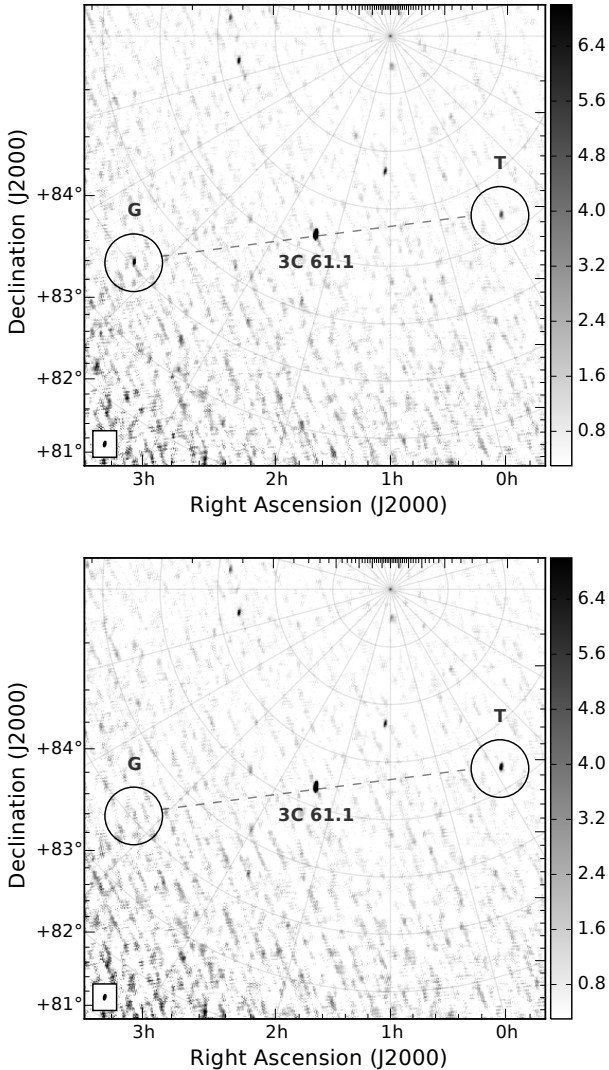 6.4
5.6
4.8
4.0
3.2
2.4
1.6
0.8
T
G
3C 61.1
+84°
+83°
+82°
+81°
Declination (J2000)
3h 2h 1h 0h
Right Ascension (J2000)
6.4
5.6
4.8
4.0
3.2
2.4
1.6
0.8
T
G
3C 61.1
+84°
+83°
+82°
+81°
Declination (J2000)
3h 2h 1h 0h
Right Ascension (J2000)